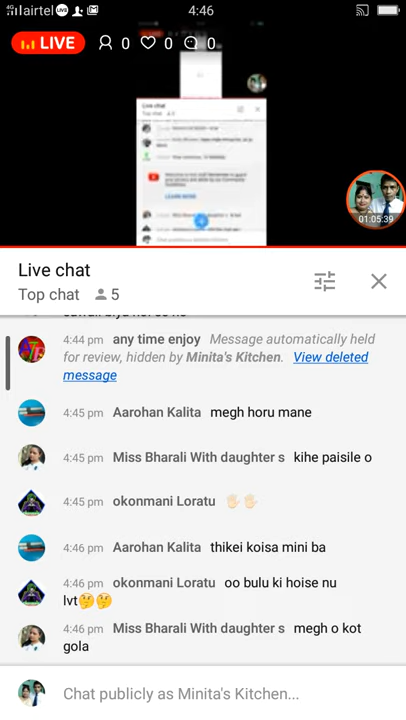 4G airtel LIVE 4:46
LIVE 0 0 0
Live chat
01:05:39
Live chat
Top chat 5
4:44 pm any time enjoy Message automatically held
for review, hidden by Minita's Kitchen. View deleted
message
4:45 pm Aarohan Kalita megh horu mane
4:45 pm Miss Bharali With daughter s kihe paisile o
4:45 pm okonmani Loratu 🖐🏻🖐🏻
4:46 pm Aarohan Kalita thikei koisa mini ba
4:46 pm okonmani Loratu oo bulu ki hoise nu
lvt🤔🤔
4:46 pm Miss Bharali With daughter s megh o kot
gola
Chat publicly as Minita's Kitchen...